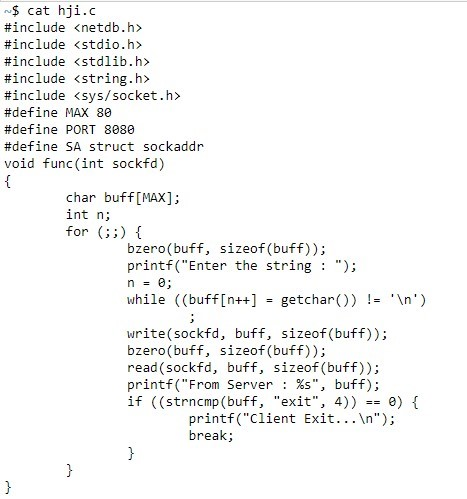 ~$ cat hji.c
#include <netdb.h>
#include <stdio.h>
#include <stdlib.h>
#include <string.h>
#include <sys/socket.h>
#define MAX 80
#define PORT 8080
#define SA struct sockaddr
void func(int sockfd)
{
        char buff[MAX];
        int n;
        for (;;) {
                bzero(buff, sizeof(buff));
                printf("Enter the string : ");
                n = 0;
                while ((buff[n++] = getchar()) != '\n')
                        ;
                write(sockfd, buff, sizeof(buff));
                bzero(buff, sizeof(buff));
                read(sockfd, buff, sizeof(buff));
                printf("From Server : %s", buff);
                if ((strncmp(buff, "exit", 4)) == 0) {
                        printf("Client Exit...\n");
                        break;
                }
        }
}